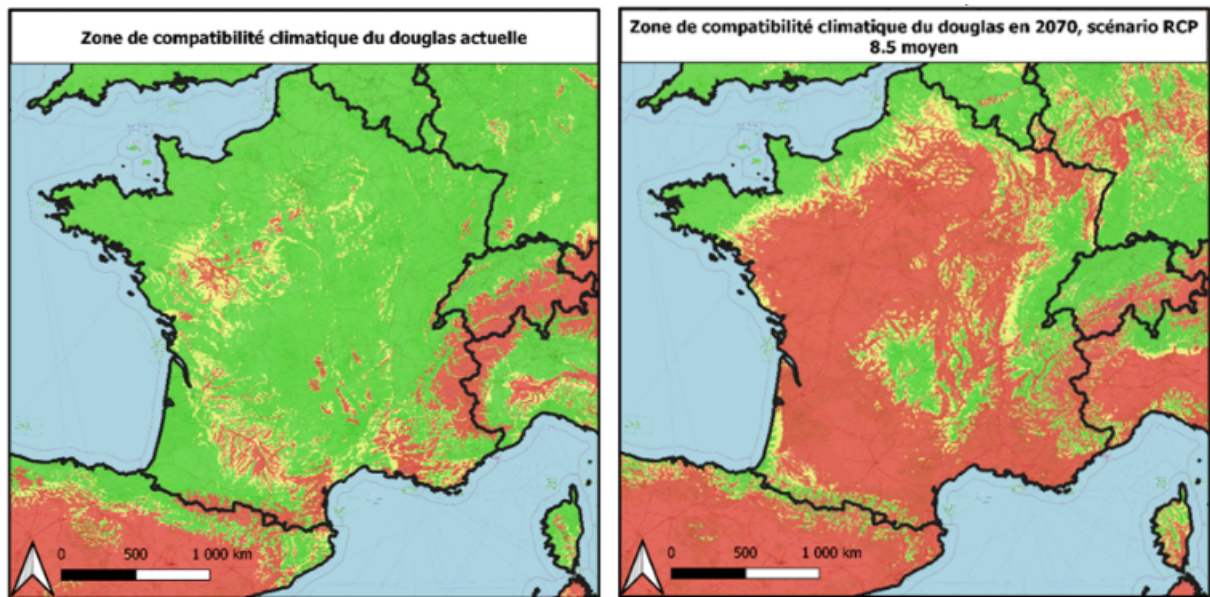 Zone de compatibilité climatique du douglas actuelle
0 500 1 000 km
Zone de compatibilité climatique du douglas en 2070, scénario RCP
8.5 moyen
0 500 1 000 km